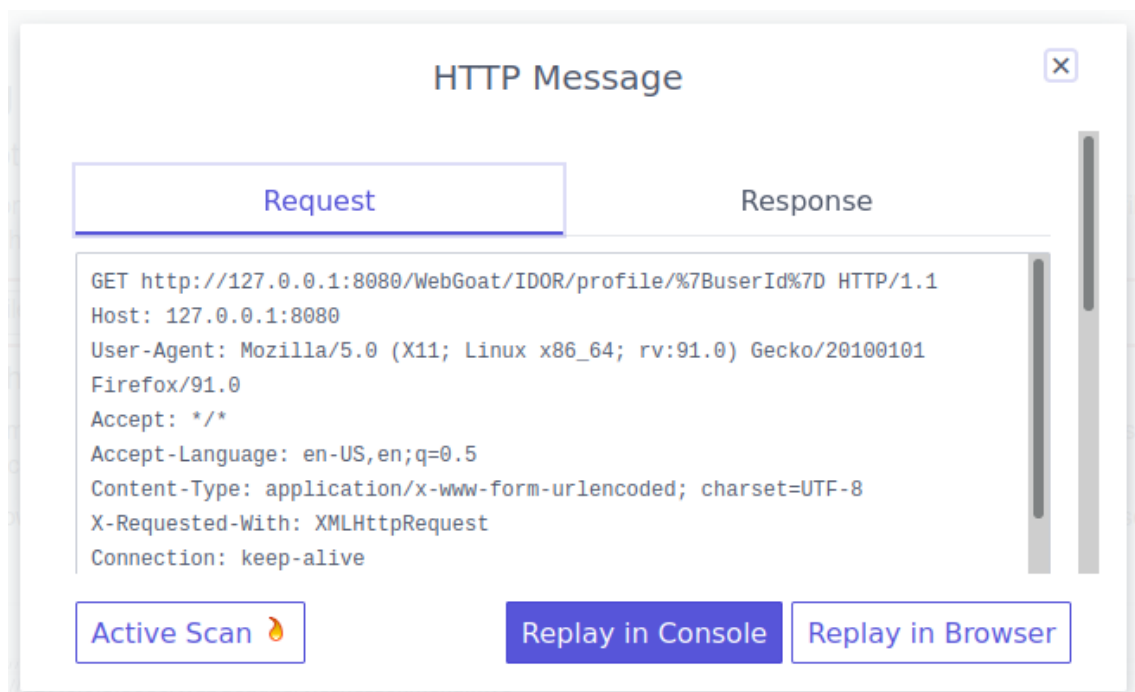 HTTP Message
Request
Response
GET http://127.0.0.1:8080/WebGoat/IDOR/profile/%7BuserId%7D HTTP/1.1
Host: 127.0.0.1:8080
User-Agent: Mozilla/5.0 (X11; Linux x86_64; rv:91.0) Gecko/20100101
Firefox/91.0
Accept: */*
Accept-Language: en-US,en;q=0.5
Content-Type: application/x-www-form-urlencoded; charset=UTF-8
X-Requested-With: XMLHttpRequest
Connection: keep-alive
Active Scan
Replay in Console
Replay in Browser